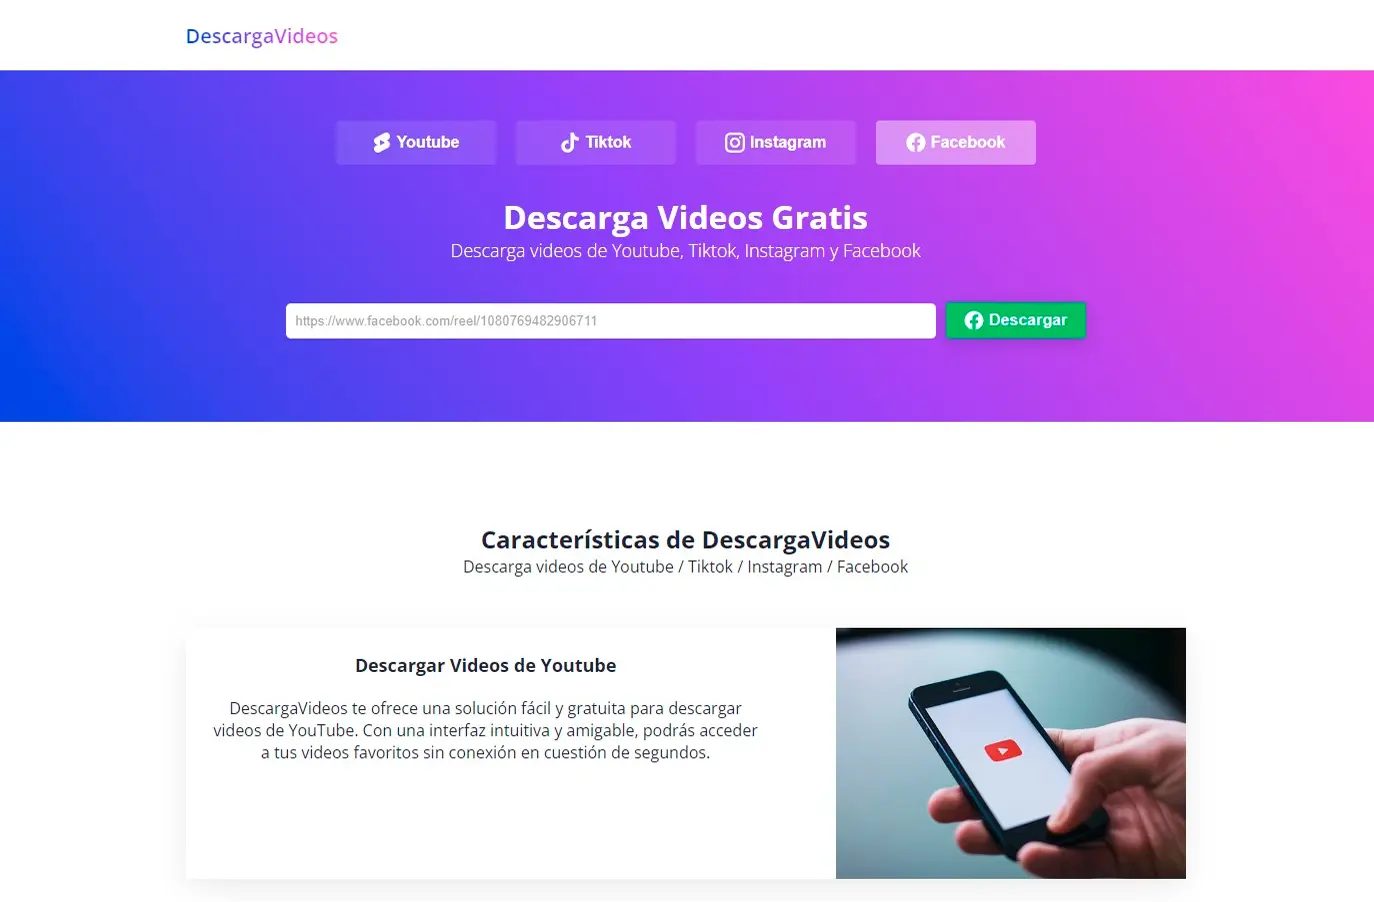 DescargaVideos
Youtube
Tiktok
Instagram
Facebook
Descarga Videos Gratis
Descarga videos de Youtube, Tiktok, Instagram y Facebook
https://www.facebook.com/reel/1080769482906711
Descargar
Características de DescargaVideos
Descarga videos de Youtube / Tiktok / Instagram / Facebook
Descargar Videos de Youtube
DescargaVideos te ofrece una solución fácil y gratuita para descargar
videos de YouTube. Con una interfaz intuitiva y amigable, podrás acceder
a tus videos favoritos sin conexión en cuestión de segundos.